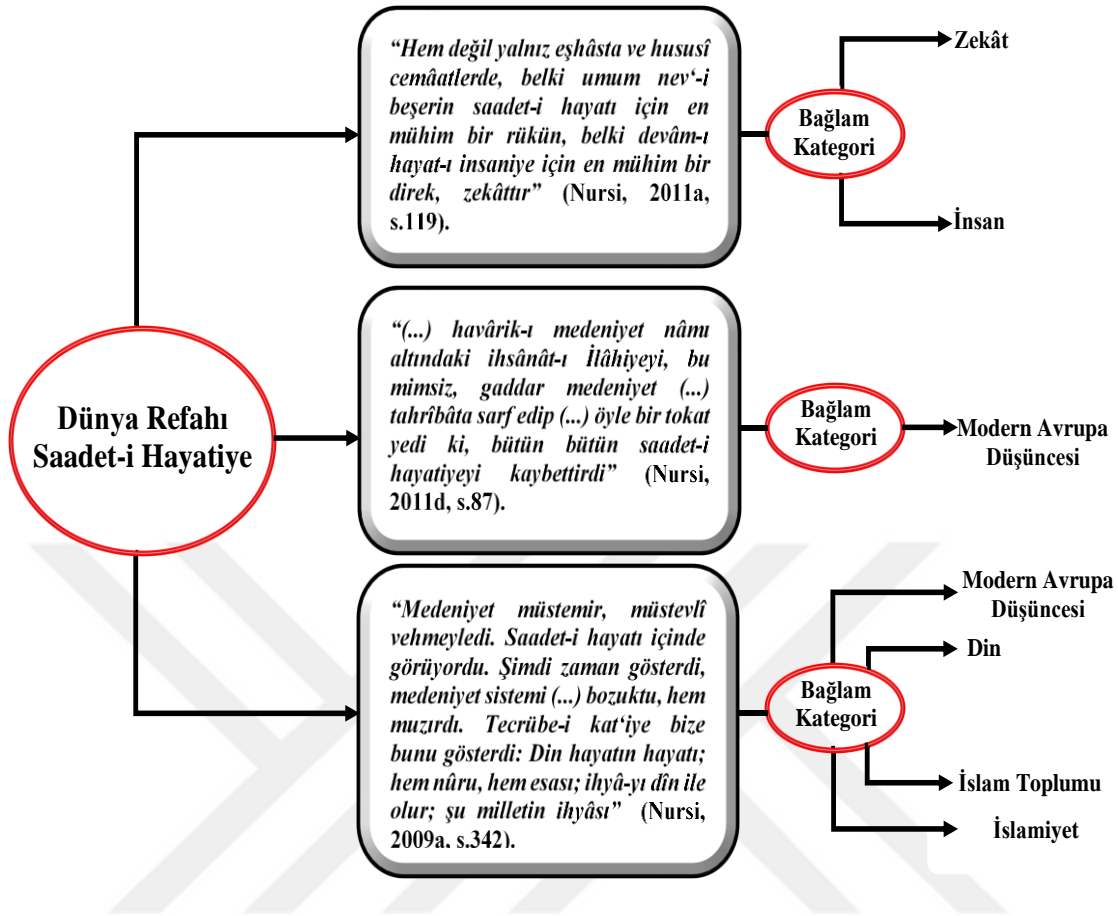 “Hem değil yalnız eşhâsta ve hususî
cemâatlerde, belki umum nev‘-i
beşerin saadet-i hayatı için en
mühim bir rükün, belki devâm-ı
hayat-ı insaniye için en mühim bir
direk, zekâttır” (Nursi, 2011a,
s.119).
Bağlam
Kategori
Zekât
İnsan
Dünya Refahı
Saadet-i Hayatiye
“(...) havârik-ı medeniyet nâmı
altındaki ihsânât-ı İlâhiyeyi, bu
mimsiz, gaddar medeniyet (...)
tahrîbâta sarf edip (...) öyle bir tokat
yedi ki, bütün bütün saadet-i
hayatiyeyi kaybettirdi” (Nursi,
2011d, s.87).
Bağlam
Kategori
Modern Avrupa
Düşüncesi
“Medeniyet müstemir, müstevlî
vehmeyledi. Saadet-i hayatı içinde
görüyordu. Şimdi zaman gösterdi,
medeniyet sistemi (...) bozuktu, hem
muzırdı. Tecrübe-i kat‘iye bize
bunu gösterdi: Din hayatın hayatı;
hem nûru, hem esası; ihyâ-yı dîn ile
olur; şu milletin ihyâsı” (Nursi,
2009a, s.342).
Bağlam
Kategori
Modern Avrupa
Düşüncesi
Din
İslam Toplumu
İslamiyet